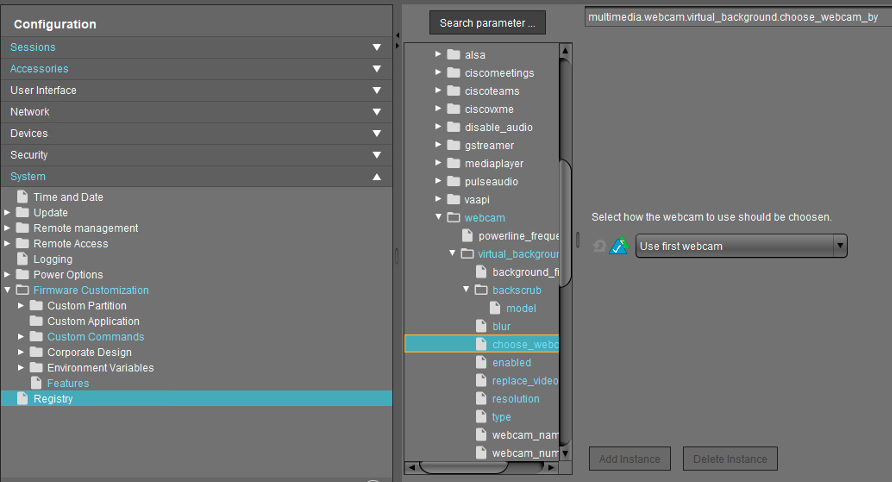 Configuration
Sessions
Accessories
User Interface
Network
Devices
Security
System
Time and Date
Update
Remote management
Remote Access
Logging
Power Options
Firmware Customization
Custom Partition
Custom Application
Custom Commands
Corporate Design
Environment Variables
Features
Registry
Search parameter ...
alsa
ciscomeetings
ciscoteams
ciscovxme
disable_audio
gstreamer
mediaplayer
pulseaudio
vaapi
webcam
powerline_freque
virtual_backgroun
background_fi
backscrub
model
blur
choose_webc
enabled
replace_video
resolution
type
webcam_nam
webcam_num
multimedia.webcam.virtual_background.choose_webcam_by
Select how the webcam to use should be choosen.
Use first webcam
Add Instance
Delete Instance